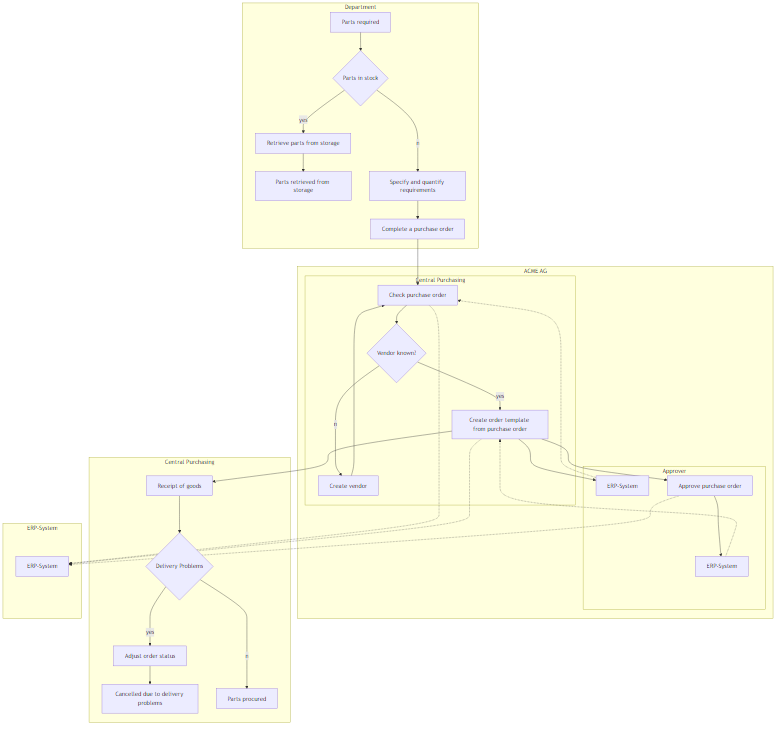 Department
Parts required
Parts in stock
yes
n
Retrieve parts from storage
Parts retrieved from
storage
Specify and quantify
requirements
Complete a purchase order
ACME AG
Central Purchasing
Check purchase order
Vendor known?
yes
n
Create order template
from purchase order
Create vendor
Approver
ERP-System
Approve purchase order
ERP-System
Central Purchasing
Receipt of goods
Delivery Problems
yes
n
Adjust order status
Cancelled due to delivery
problems
Parts procured
ERP-System
ERP-System